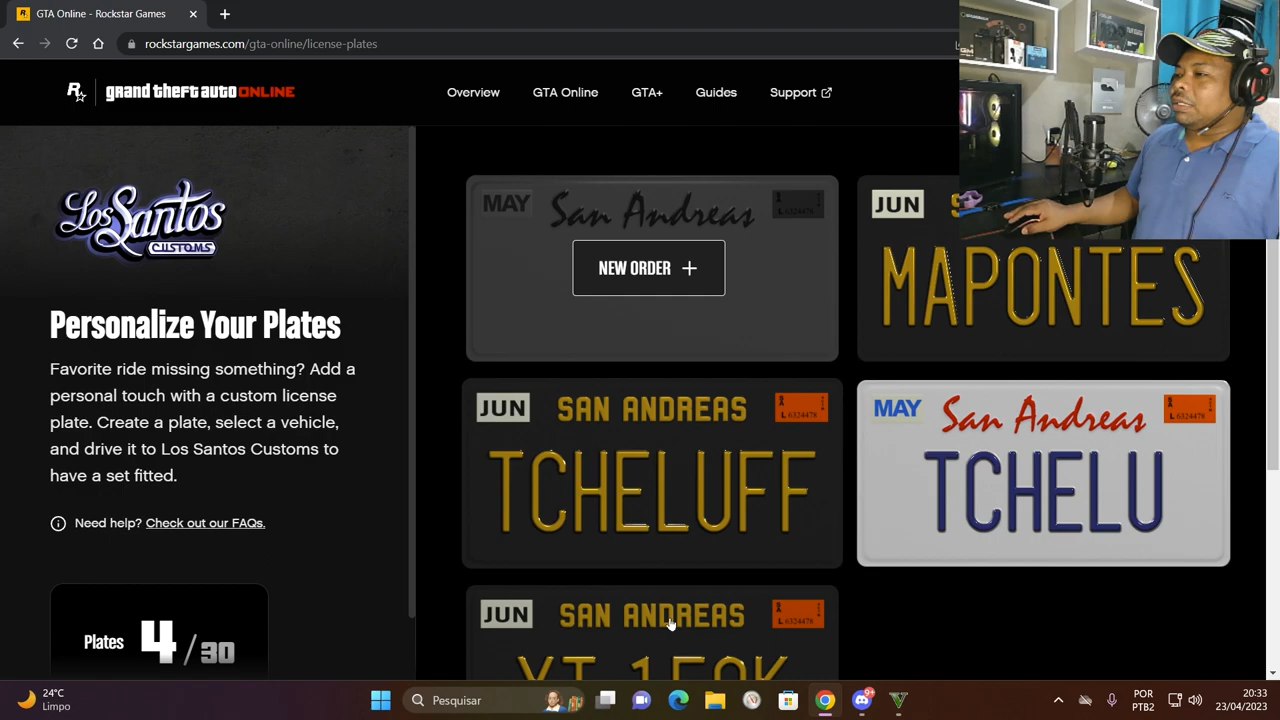 GTA Online - Rockstar Games
rockstargames.com/gta-online/license-plates
R
grand theft auto ONLINE
Overview
GTA Online
GTA+
Guides
Support
Los Santos
CUSTOMS
Personalize Your Plates
Favorite ride missing something? Add a
personal touch with a custom license
plate. Create a plate, select a vehicle,
and drive it to Los Santos Customs to
have a set fitted.
Need help? Check out our FAQs.
Plates 4/30
MAY San Andreas
L 6324478
NEW ORDER +
JUN
MAPONTES
JUN SAN ANDREAS
L 6324478
TCHELUFF
MAY San Andreas
L 6324478
TCHELU
JUN SAN ANDREAS
L 6324478
24°C
Limpo
Pesquisar
POR
PTB2
20:33
23/04/2023